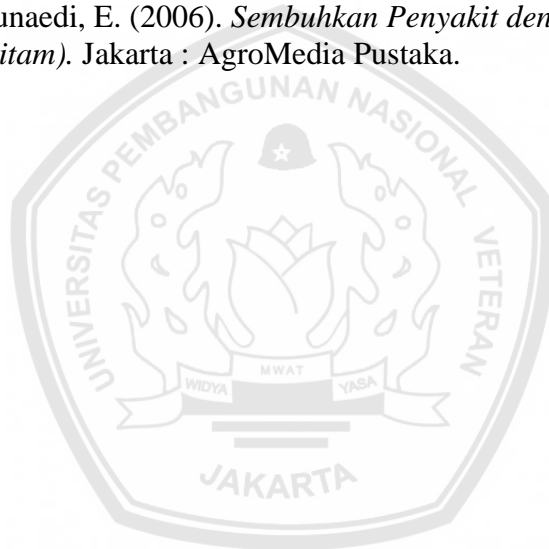 unaedi, E. (2006). Sembuhkan Penyakit den
itam). Jakarta : AgroMedia Pustaka.
UNIVERSITAS PEMBANGUNAN NASIONAL VETERAN
WIDYA MWAT YASA
JAKARTA